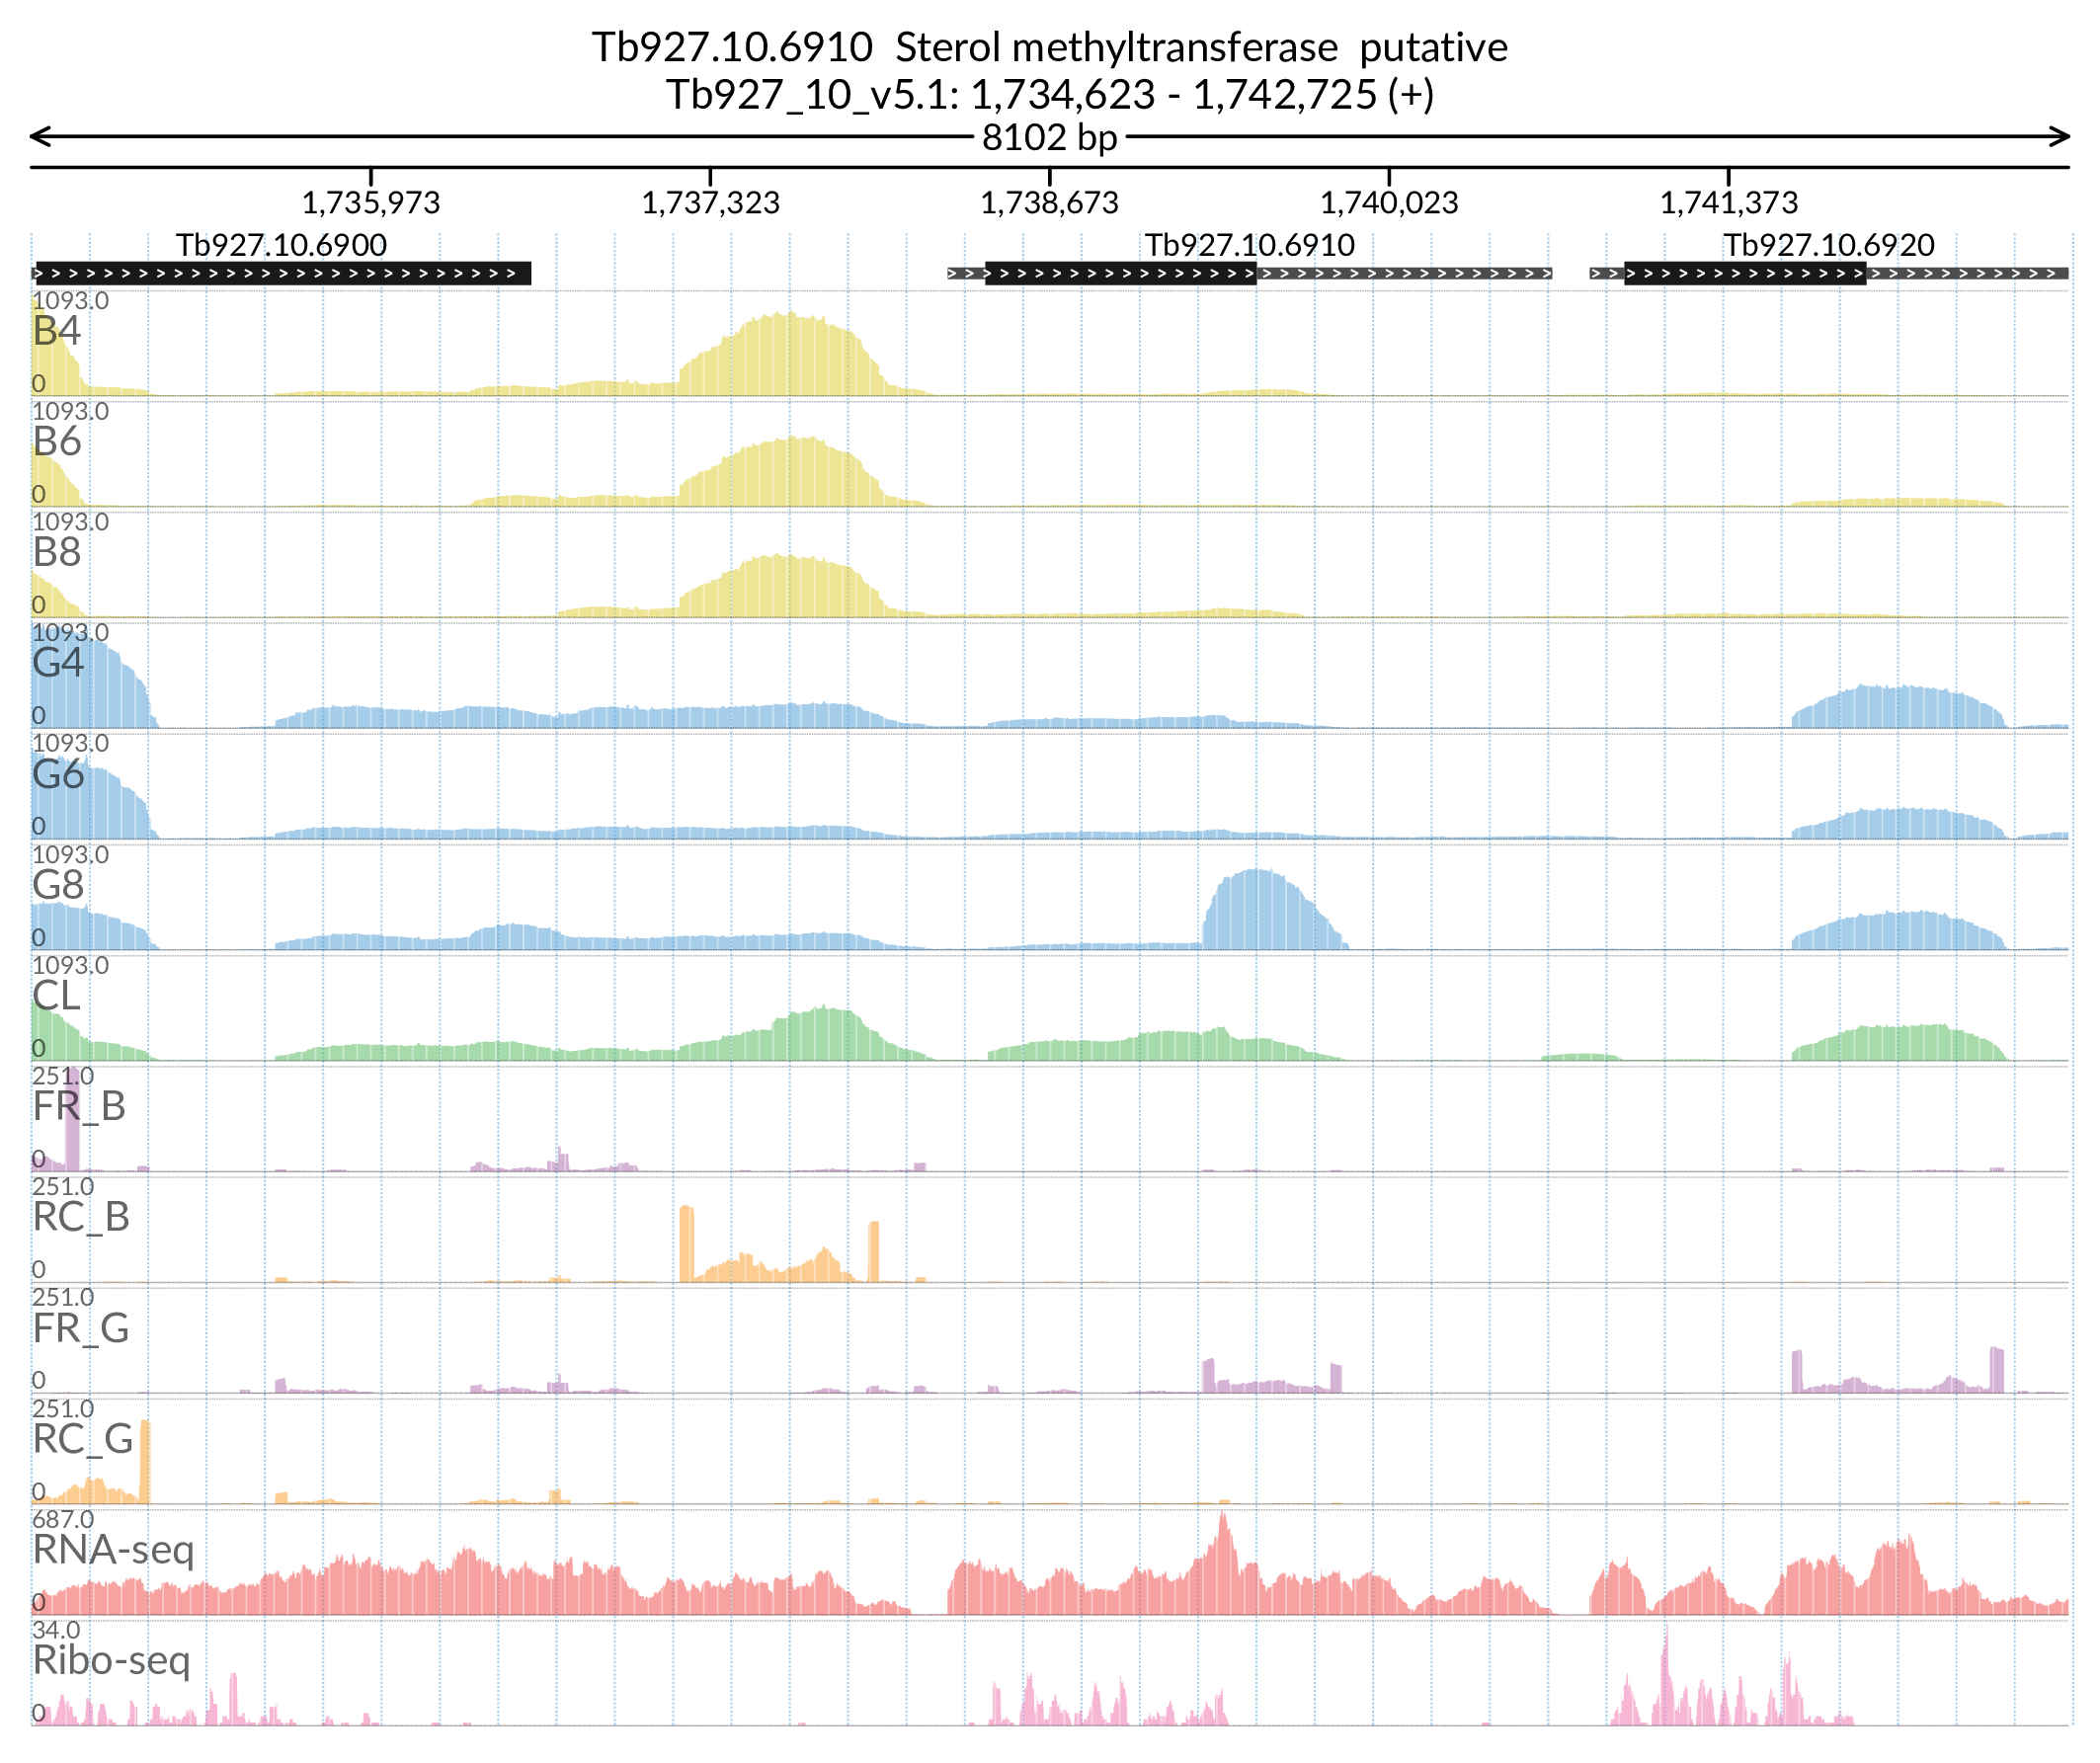 Tb927.10.6910  Sterol methyltransferase  putative
Tb927_10_v5.1: 1,734,623 - 1,742,725 (+)
8102 bp
1,735,973 1,737,323 1,738,673 1,740,023 1,741,373
Tb927.10.6900 Tb927.10.6910 Tb927.10.6920
1093.0
B4
0
1093.0
B6
0
1093.0
B8
0
1093.0
G4
0
1093.0
G6
0
1093.0
G8
0
1093.0
CL
0
251.0
FR_B
0
251.0
RC_B
0
251.0
FR_G
0
251.0
RC_G
0
687.0
RNA-seq
0
34.0
Ribo-seq
0